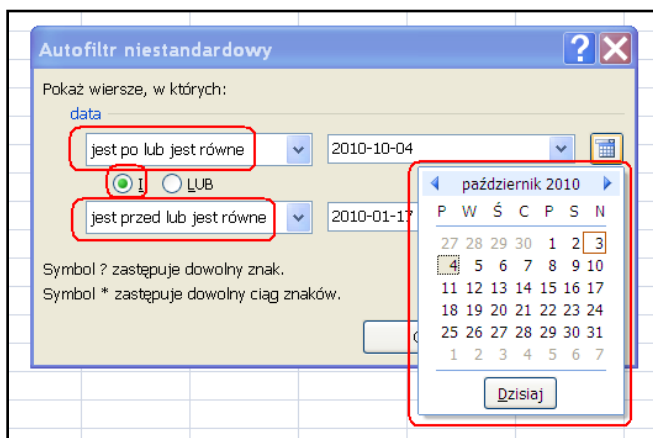 Autofiltr niestandardowy
Pokaż wiersze, w których:
data
jest po lub jest równe 2010-10-04
I LUB
jest przed lub jest równe 2010-01-17
Symbol ? zastępuje dowolny znak.
Symbol * zastępuje dowolny ciąg znaków.
październik 2010
P W Ś C P S N
27 28 29 30 1 2 3
4 5 6 7 8 9 10
11 12 13 14 15 16 17
18 19 20 21 22 23 24
25 26 27 28 29 30 31
1 2 3 4 5 6 7
Dzisiaj